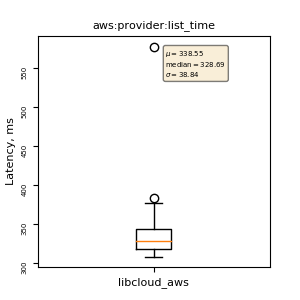 aws:provider:list_time
Latency, ms
550
500
450
400
350
300
μ = 338.55
median = 328.69
σ = 38.84
libcloud_aws